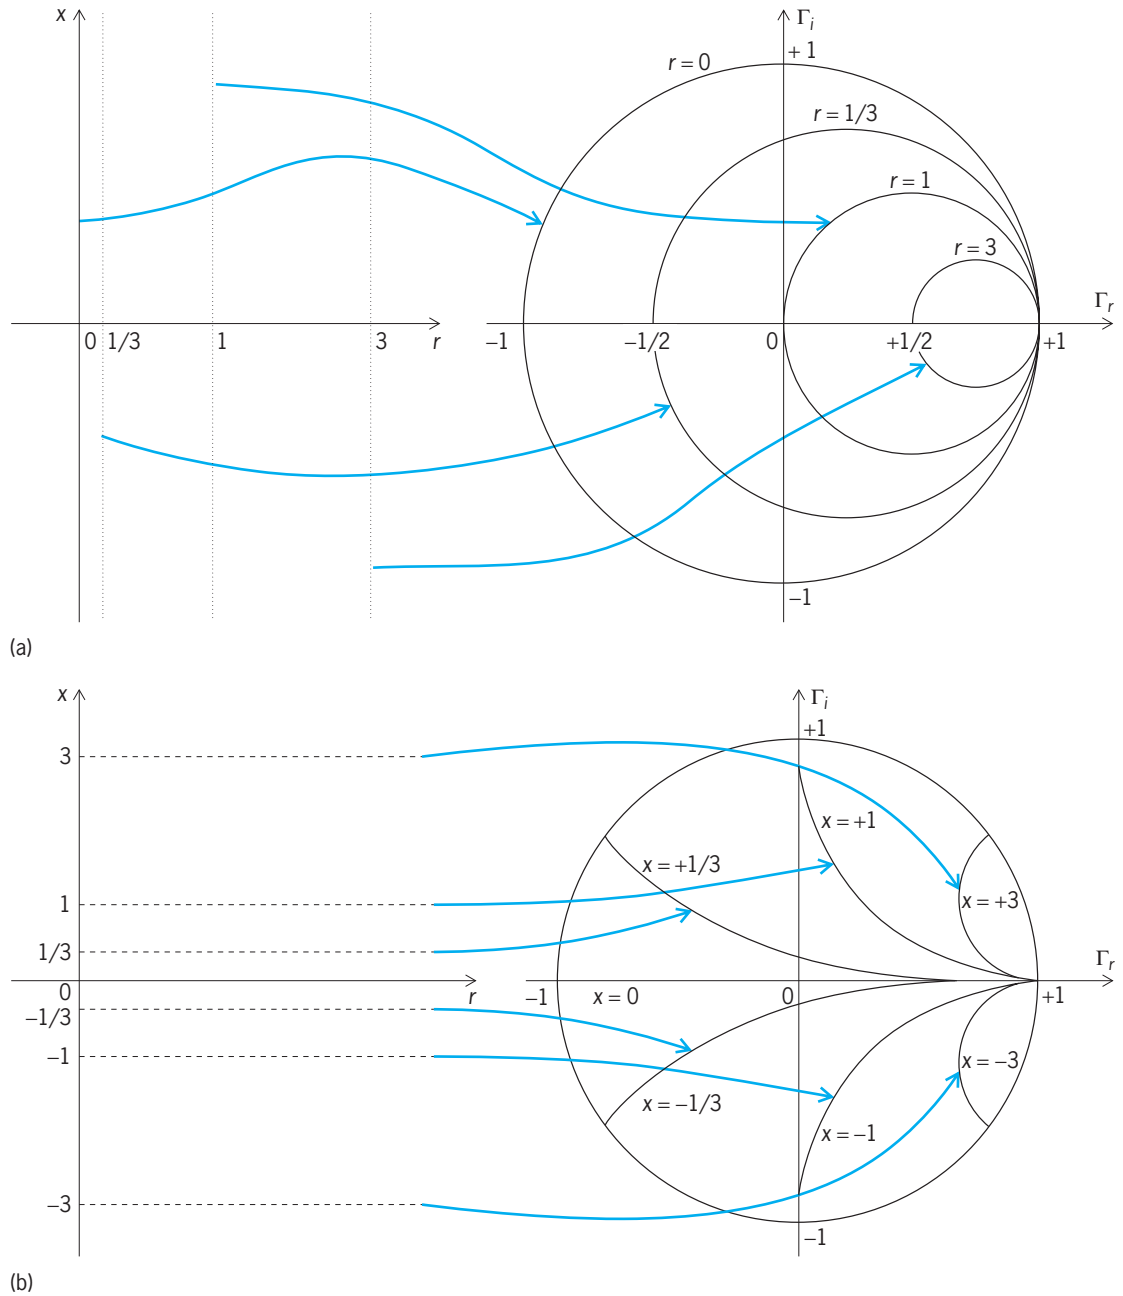 x
Γi
+1
r=0
r=1/3
r=1
r=3
Γr
0 1/3 1 3 r −1 −1/2 0 +1/2 +1
−1
(a)
x
Γi
+1
3
x=+1
x=+1/3
x=+3
1
1/3
Γr
0 r −1 x=0 0 +1
−1/3
−1
x=−3
x=−1/3
x=−1
−3
−1
(b)